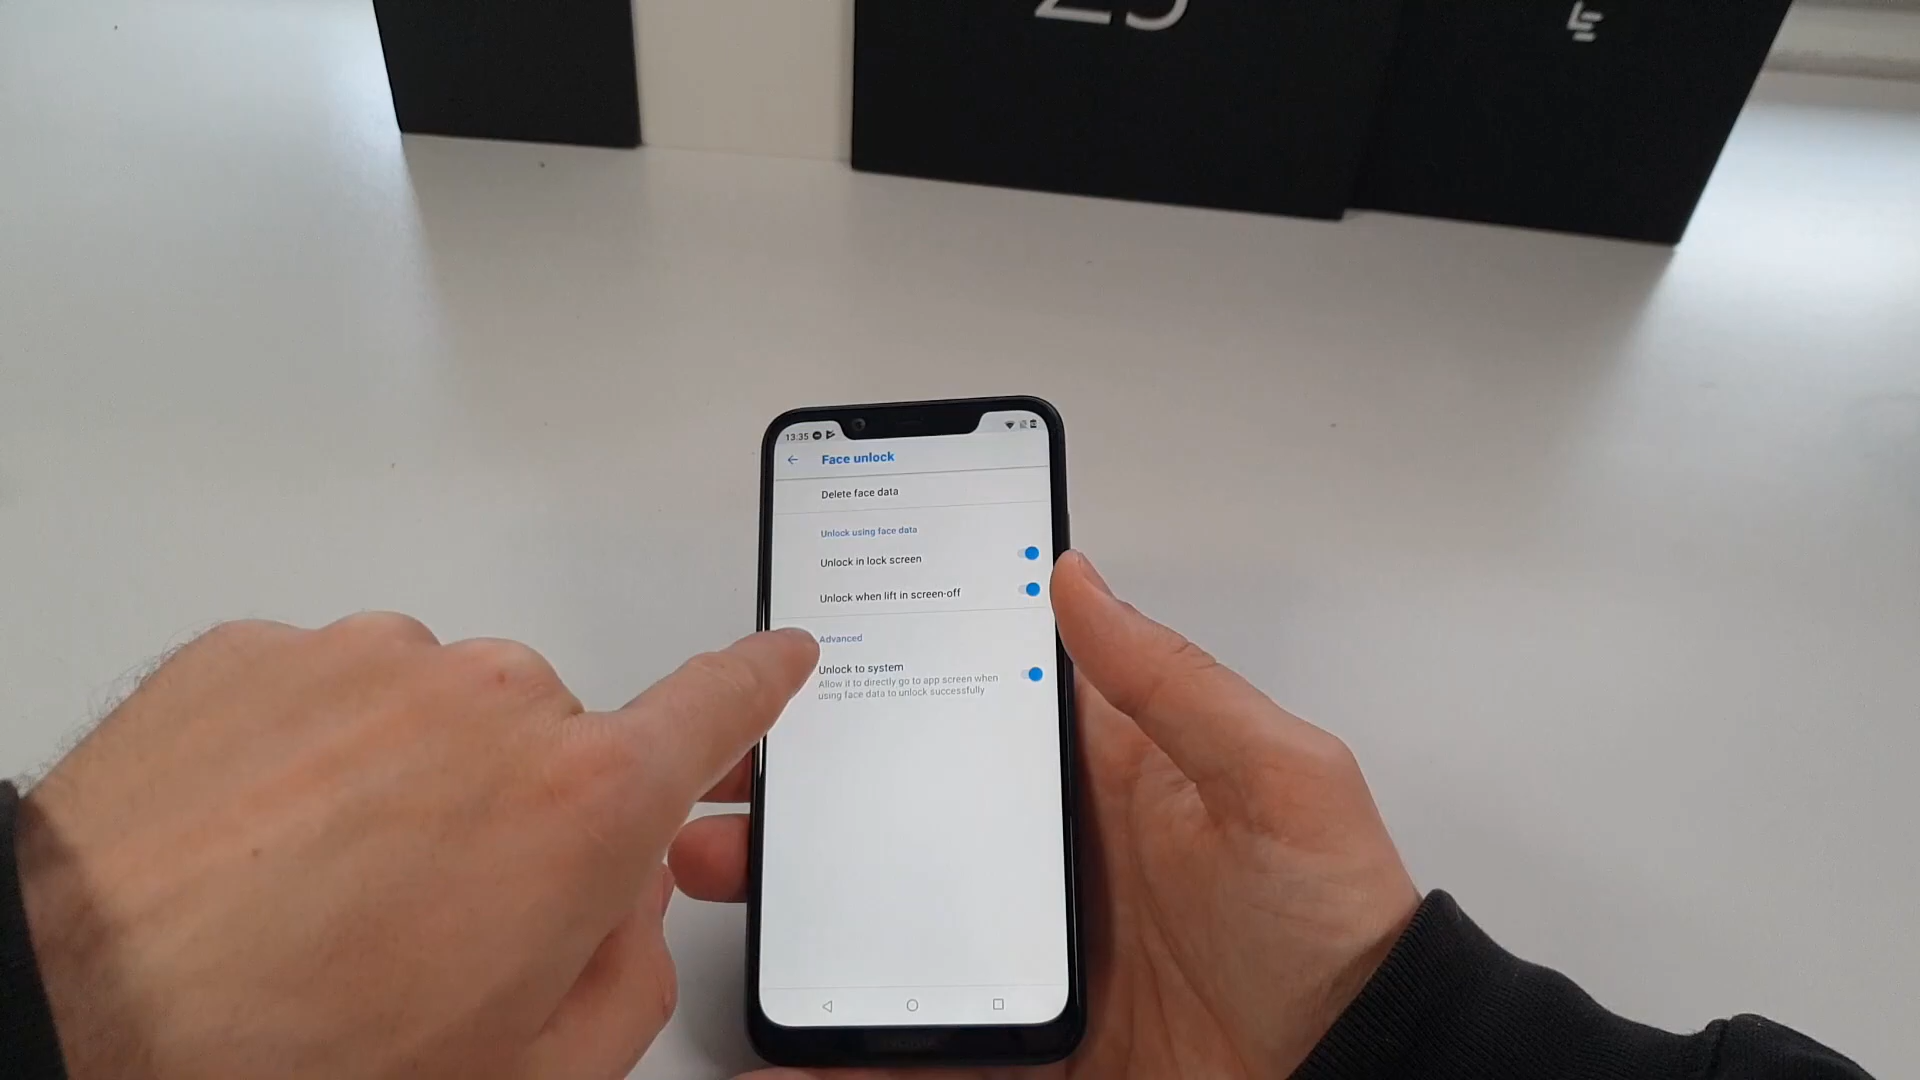 Z5
13:35
Face unlock
Delete face data
Unlock using face data
Unlock in lock screen
Unlock when lift in screen-off
Advanced
Unlock to system
Allow it to directly go to app screen when
using face data to unlock successfully